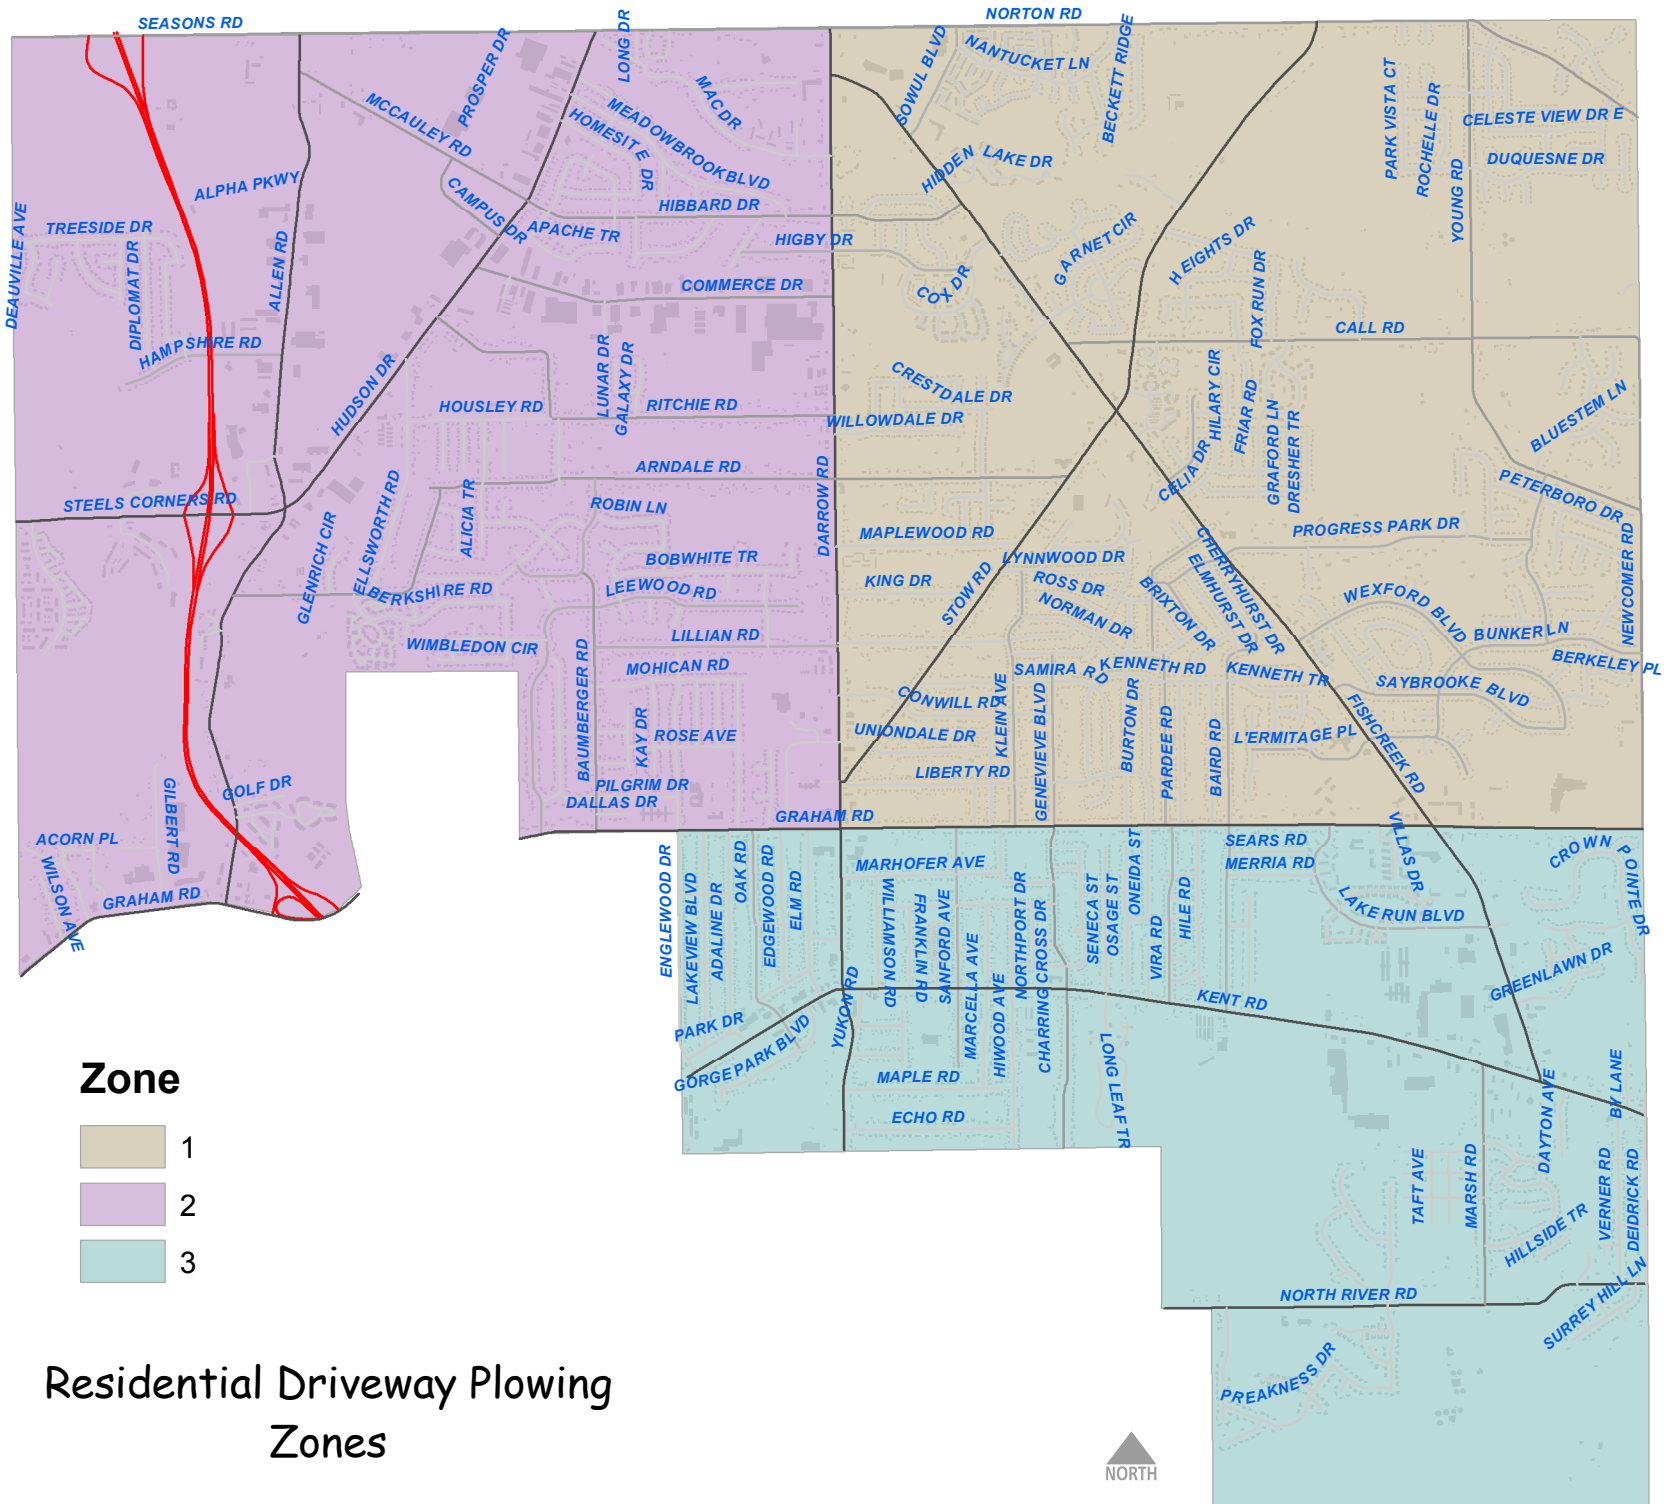 SEASONS RD
NORTON RD
LONG DR
PROSPER DR
MAC DR
SOWUL BLVD
NANTUCKET LN
BECKETT RIDGE
PARK VISTA CT
ROCHELLE DR
CELESTE VIEW DR E
DUQUESNE DR
YOUNG RD
MCCAULEY RD
MEADOWBROOK BLVD
HOMESITE DR
HIDDEN LAKE DR
ALPHA PKWY
CAMPUS DR
HIBBARD DR
APACHE TR
HIGBY DR
DEAUVILLE AVE
TREESIDE DR
DIPLOMAT DR
ALLEN RD
GARNET CIR
HEIGHTS DR
FOX RUN DR
COX DR
COMMERCE DR
CALL RD
HAMPSHIRE RD
HUDSON DR
LUNAR DR
GALAXY DR
HOUSLEY RD
RITCHIE RD
CRESTDALE DR
WILLOWDALE DR
HILARY CIR
FRIAR RD
GRAFORD LN
DRESHER TR
BLUESTEM LN
CELIA DR
ARNDALE RD
DARROW RD
STEELS CORNERS RD
GLENRICH CIR
ELLSWORTH RD
ALICIA TR
ROBIN LN
PETERBORO DR
PROGRESS PARK DR
NEWCOMER RD
MAPLEWOOD RD
BOBWHITE TR
LYNNWOOD DR
CHERRYHURST DR
ELMHURST DR
KING DR
STOW RD
ROSS DR
NORMAN DR
BRIXTON DR
BERKSHIRE RD
LEEWOOD RD
WEXFORD BLVD
BUNKER LN
BERKELEY PL
WIMBLEDON CIR
LILLIAN RD
MOHICAN RD
BAUMBERGER RD
SAMIRA RD
KENNETH RD
KENNETH TR
SAYBROOKE BLVD
CONWILL RD
KLEIN AVE
GENEVIEVE BLVD
BURTON DR
PARDEE RD
BAIRD RD
L'ERMITAGE PL
FISHCREEK RD
KAY DR
ROSE AVE
UNIONDALE DR
LIBERTY RD
PILGRIM DR
DALLAS DR
GRAHAM RD
GILBERT RD
GOLF DR
ACORN PL
WILSON AVE
GRAHAM RD
ENGLEWOOD DR
LAKEVIEW BLVD
ADALINE DR
OAK RD
EDGEWOOD RD
ELM RD
MARHOFER AVE
WILLIAMSON RD
FRANKLIN RD
SANFORD AVE
MARCELLA AVE
HIWOOD AVE
NORTHPORT DR
CHARRING CROSS DR
SENECA ST
OSAGE ST
ONEIDA ST
VIRA RD
HILE RD
SEARS RD
MERRIA RD
VILLAS DR
LAKE RUN BLVD
CROWN POINTE DR
GREENLAWN DR
KENT RD
YUKON RD
PARK DR
GORGE PARK BLVD
MAPLE RD
ECHO RD
LONG LEAF TR
BY LANE
DAYTON AVE
TAFT AVE
MARSH RD
VERNER RD
DEIDRICK RD
HILLSIDE TR
NORTH RIVER RD
SURREY HILL LN
PREAKNESS DR
Zone
1
2
3
Residential Driveway Plowing
Zones
NORTH